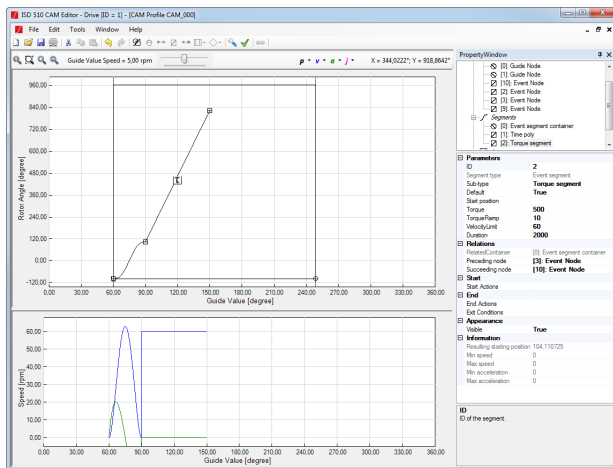 ISD 510 CAM Editor - Drive [ID = 1] - [CAM Profile CAM_000]
File Edit Tools Window Help
Guide Value Speed = 5,00 rpm
p v a j X = 344,0222°; Y = 918,8642°
960.00
840.00
720.00
600.00
480.00
360.00
240.00
120.00
0.00
-120.00
Rotor Angle [degree]
τ
0.00 30.00 60.00 90.00 120.00 150.00 180.00 210.00 240.00 270.00 300.00 330.00 360.00
Guide Value [degree]
60.00
50.00
40.00
30.00
20.00
10.00
0.00
Speed [rpm]
0.00 30.00 60.00 90.00 120.00 150.00 180.00 210.00 240.00 270.00 300.00 330.00 360.00
Guide Value [degree]
PropertyWindow
[0]: Guide Node
[1]: Guide Node
[10]: Event Node
[2]: Event Node
[3]: Event Node
[9]: Event Node
Segments
[0]: Event segment container
[1]: Time poly
[2]: Torque segment
Parameters
ID 2
Segment type Event segment
Sub type Torque segment
Default True
Start position
Torque 500
TorqueRamp 10
VelocityLimit 60
Duration 2000
Relations
RelatedContainer [0]: Event segment container
Preceding node [3]: Event Node
Succeeding node [10]: Event Node
Start
Start Actions
End
End Actions
Exit Conditions
Appearance
Visible True
Information
Resulting starting position 104.110725
Min speed 0
Max speed 0
Min acceleration 0
Max acceleration 0
ID
ID of the segment.